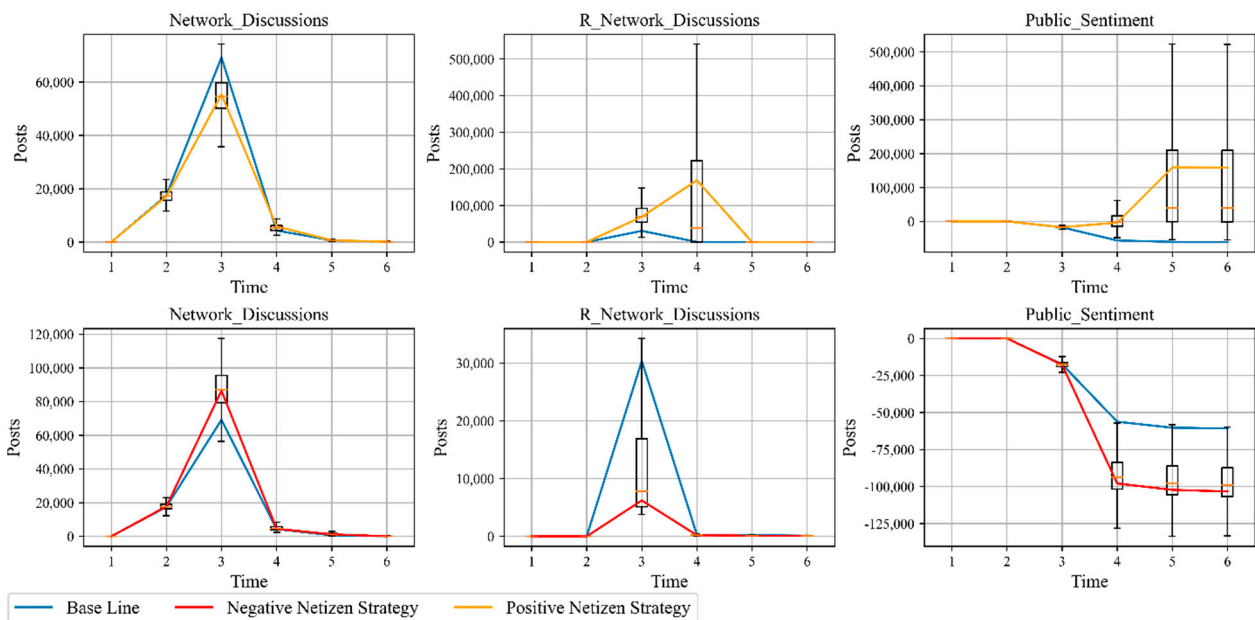 Network_Discussions
R_Network_Discussions
Public_Sentiment
Posts
60,000
40,000
20,000
0
1 2 3 4 5 6
Time
Posts
500,000
400,000
300,000
200,000
100,000
0
1 2 3 4 5 6
Time
Posts
500,000
400,000
300,000
200,000
100,000
0
1 2 3 4 5 6
Time
Network_Discussions
R_Network_Discussions
Public_Sentiment
Posts
120,000
100,000
80,000
60,000
40,000
20,000
0
1 2 3 4 5 6
Time
Posts
30,000
20,000
10,000
0
1 2 3 4 5 6
Time
Posts
0
-25,000
-50,000
-75,000
-100,000
-125,000
1 2 3 4 5 6
Time
Base Line
Negative Netizen Strategy
Positive Netizen Strategy